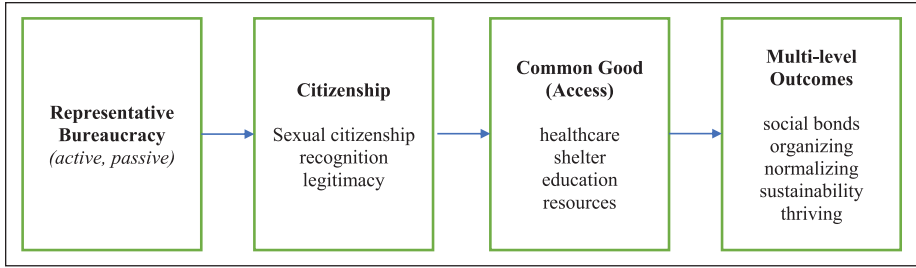 Representative
Bureaucracy
(active, passive)
Citizenship
Sexual citizenship
recognition
legitimacy
Common Good
(Access)
healthcare
shelter
education
resources
Multi-level
Outcomes
social bonds
organizing
normalizing
sustainability
thriving